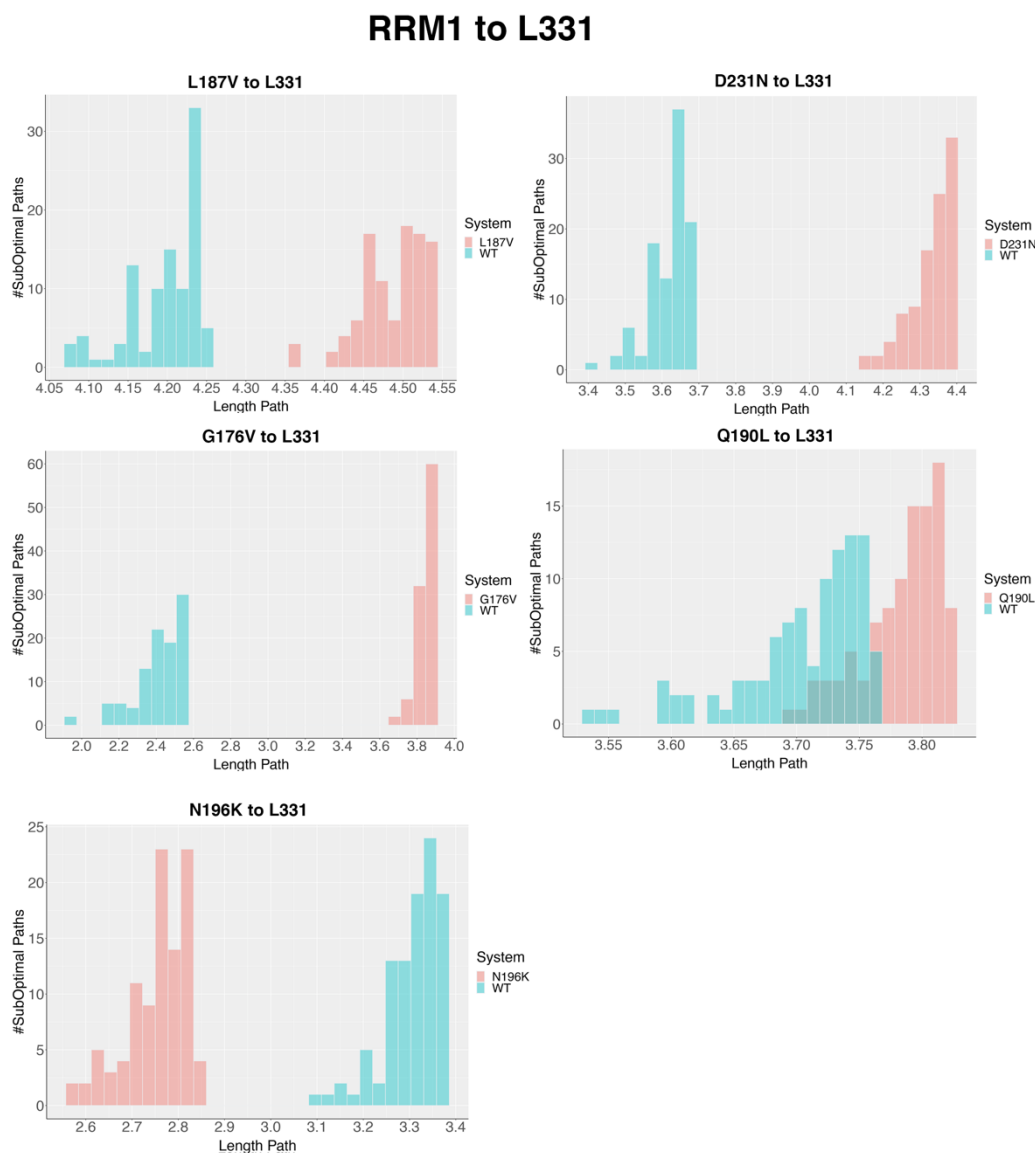 RRM1 to L331
L187V to L331
#SubOptimal Paths
30
20
10
0
4.05 4.10 4.15 4.20 4.25 4.30 4.35 4.40 4.45 4.50 4.55
Length Path
System
L187V
WT
D231N to L331
#SubOptimal Paths
30
20
10
0
3.4 3.5 3.6 3.7 3.8 3.9 4.0 4.1 4.2 4.3 4.4
Length Path
System
D231N
WT
G176V to L331
#SubOptimal Paths
60
50
40
30
20
10
0
2.0 2.2 2.4 2.6 2.8 3.0 3.2 3.4 3.6 3.8 4.0
Length Path
System
G176V
WT
Q190L to L331
#SubOptimal Paths
15
10
5
0
3.55 3.60 3.65 3.70 3.75 3.80
Length Path
System
Q190L
WT
N196K to L331
#SubOptimal Paths
25
20
15
10
5
0
2.6 2.7 2.8 2.9 3.0 3.1 3.2 3.3 3.4
Length Path
System
N196K
WT